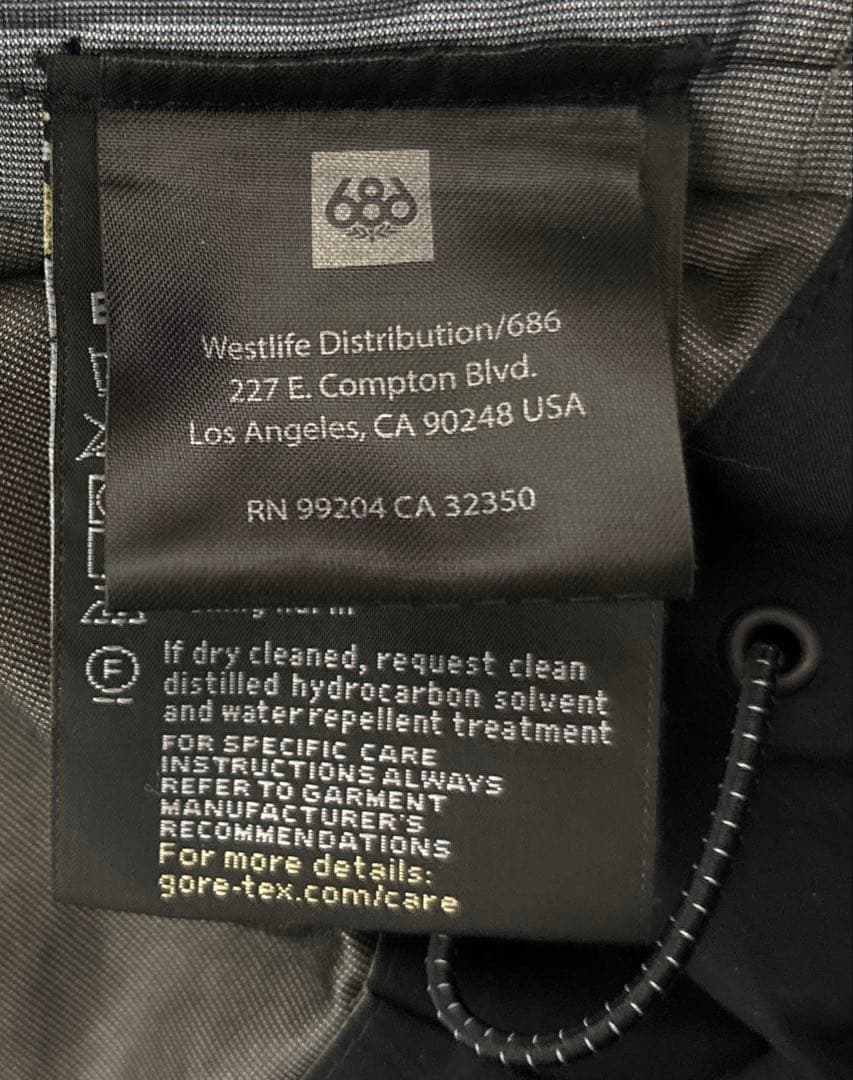 686
Westlife Distribution/686
227 E. Compton Blvd.
Los Angeles, CA 90248 USA
RN 99204 CA 32350
F
If dry cleaned, request clean
distilled hydrocarbon solvent
and water repellent treatment
FOR SPECIFIC CARE
INSTRUCTIONS ALWAYS
REFER TO GARMENT
MANUFACTURER'S
RECOMMENDATIONS
For more details:
gore-tex.com/care